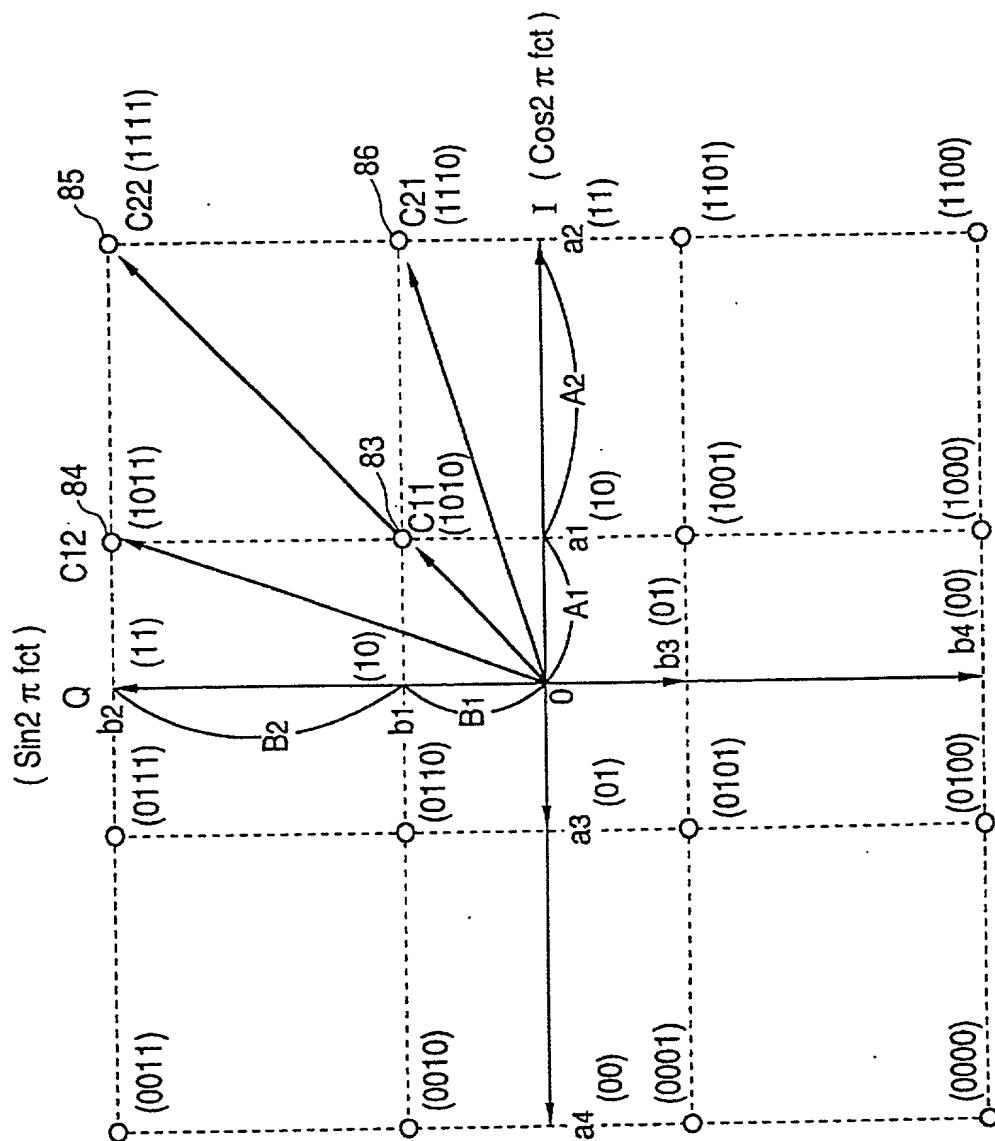 ( Sin2 π fct )
Q
C12
84
85
C22 (1111)
b2
(11)
(0011)
(0111)
(1011)
B2
83
86
(10)
b1
C11
(1010)
C21
(1110)
(0010)
(0110)
B1
0
I ( Cos2 π fct )
A1
A2
a4
(00)
a3
(01)
a1
(10)
a2
(11)
b3 (01)
(0001)
(0101)
(1001)
(1101)
b4 (00)
(0000)
(0100)
(1000)
(1100)